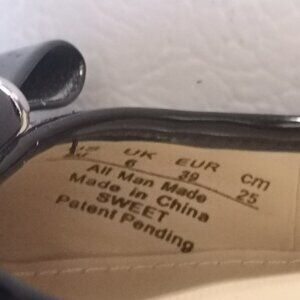 UK EUR cm
6 39 25
All Man Made
Made in China
SWEET
Patent Pending